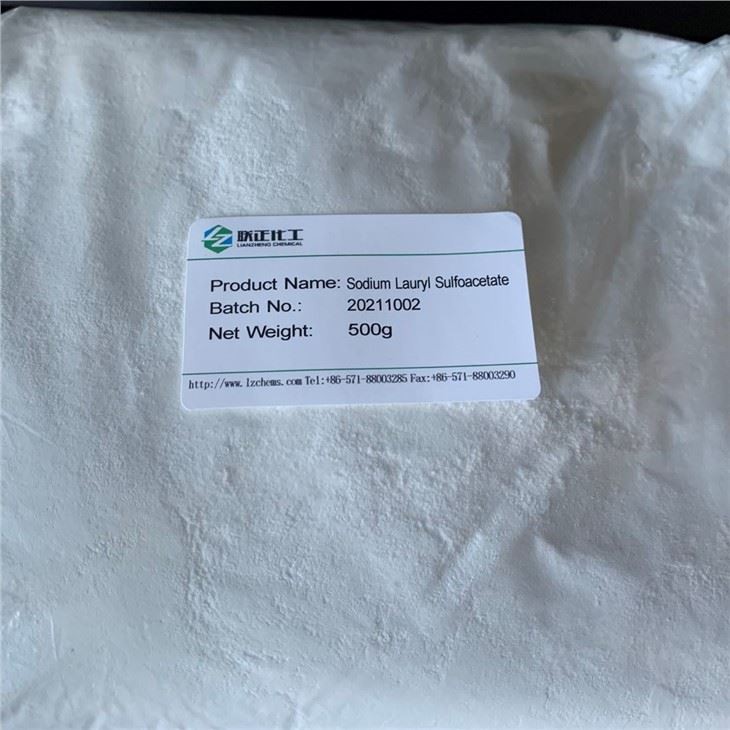 联正化工
LIANZHENG CHEMICAL
Product Name: Sodium Lauryl Sulfoacetate
Batch No.: 20211002
Net Weight: 500g
http://www.lzchems.com Tel:+86-571-88003285 Fax:+86-571-88003290